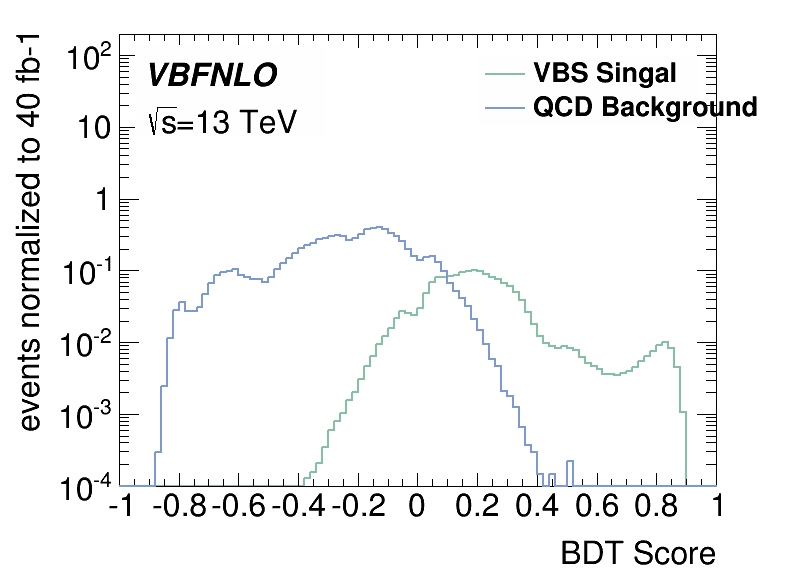 events normalized to 40 fb-1
VBFNLO
√s=13 TeV
VBS Singal
QCD Background
10²
10
1
10⁻¹
10⁻²
10⁻³
10⁻⁴
-1 -0.8 -0.6 -0.4 -0.2 0 0.2 0.4 0.6 0.8 1
BDT Score